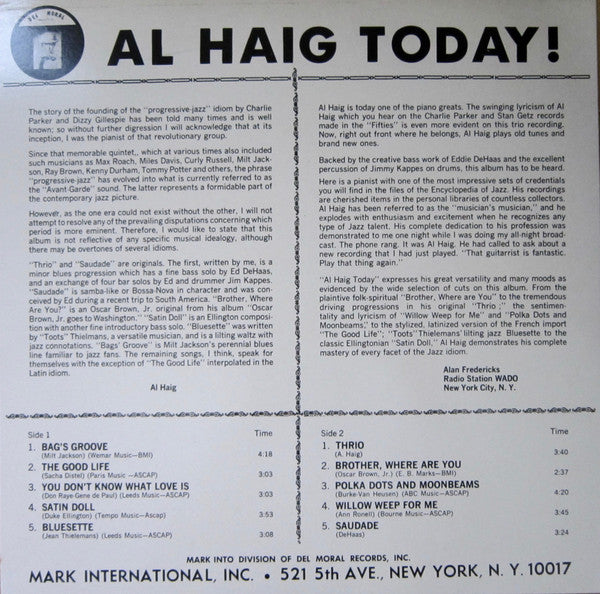 DEL MORAL
AL HAIG TODAY!
The story of the founding of the "progressive-jazz" idiom by Charlie
Parker and Dizzy Gillespie has been told many times and is well
known; so without further digression I will acknowledge that at its
inception, I was the pianist of that revolutionary group.
Since that memorable quintet,, which at various times also included
such musicians as Max Roach, Miles Davis, Curly Russell, Milt Jack-
son, Ray Brown, Kenny Durham, Tommy Potter and others, the phrase
"progressive-jazz" has evolved into what is currently referred to as
the "Avant Garde" sound. The latter represents a formidable part of
the contemporary jazz picture.
However, as the one era could not exist without the other, I will not
attempt to resolve any of the prevailing disputations concerning which
period is more eminent. Therefore, I would like to state that this
album is not reflective of any specific musical idealogy, although
there may be overtones of several idioms.
"Thrio" and "Saudade" are originals. The first, written by me, is a
minor blues progression which has a fine bass solo by Ed DeHaas,
and an exchange of four bar solos by Ed and drummer Jim Kappes.
"Saudade" is samba-like or Bossa Nova in character and was con-
ceived by Ed during a recent trip to South America. "Brother, Where
Are You?" is an Oscar Brown, Jr. original from his album "Oscar
Brown, Jr. goes to Washington." "Satin Doll" is an Ellington composi-
tion with another fine introductory bass solo. "Bluesette" was written
by "Toots" Thielmans, a versatile musician, and is a lilting waltz with
jazz connotations. "Bags' Groove" is Milt Jackson's perennial blues
line familiar to jazz fans. The remaining songs, I think, speak for
themselves with the exception of "The Good Life" interpolated in the
Latin idiom.
Al Haig
Al Haig is today one of the piano greats. The swinging lyricism of Al
Haig which you hear on the Charlie Parker and Stan Getz records
made in the "Fifties" is even more evident on this trio recording.
Now, right out front where he belongs, Al Haig plays old tunes and
brand new ones.
Backed by the creative bass work of Eddie DeHaas and the excellent
percussion of Jimmy Kappes on drums, this album has to be heard.
Here is a pianist with one of the most impressive sets of credentials
you will find in the files of the Encyclopedia of Jazz. His recordings
are cherished items in the personal libraries of countless collectors.
Al Haig has been referred to as the "musician's musician," and he
explodes with enthusiasm and excitement when he recognizes any
type of Jazz talent. His complete dedication to his profession was
demonstrated to me one night while I was doing my all-night broad-
cast. The phone rang. It was Al Haig. He had called to ask about a
new recording that I had just played. "That guitarist is fantastic.
Play that thing again."
"Al Haig Today" expresses his great versatility and many moods as
evidenced by the wide selection of cuts on this album. From the
plaintive folk-spiritual "Brother, Where are You" to the tremendous
driving progressions in his original "Thrio;" the sentimen-
tality and lyricism of "Willow Weep for Me" and "Polka Dots and
Moonbeams;' to the stylized, latinized version of the French import
"The Good Life"; "Toots" Thielmans' lilting jazz Bluesette to the
classic Ellingtonian "Satin Doll," Al Haig demonstrates his complete
mastery of every facet of the Jazz idiom.
Alan Fredericks
Radio Station WADO
New York City, N. Y.
Side 1 Time
1. BAG'S GROOVE
(Milt Jackson) (Wemar Music—BMI) 4:18
2. THE GOOD LIFE
(Sacha Distel) (Paris Music —ASCAP) 3:03
3. YOU DON'T KNOW WHAT LOVE IS
(Don Raye Gene de Paul) (Leeds Music—ASCAP) 3:03
4. SATIN DOLL
(Duke Ellington) (Tempo Music—Ascap) 3:53
5. BLUESETTE
(Jean Thielemans) (Leeds Music—ASCAP) 3:08
Side 2 Time
1. THRIO
(A. Haig) 3:40
2. BROTHER, WHERE ARE YOU
(Oscar Brown, Jr.) (E. B. Marks—BMI) 2:37
3. POLKA DOTS AND MOONBEAMS
(Burke-Van Heusen) (ABC Music—ASCAP) 4:20
4. WILLOW WEEP FOR ME
(Ann Ronell) (Bourne Music—ASCAP) 3:45
5. SAUDADE
(DeHaas) 3:24
MARK INTO DIVISION OF DEL MORAL RECORDS, INC.
MARK INTERNATIONAL, INC. • 521 5th AVE., NEW YORK, N. Y. 10017